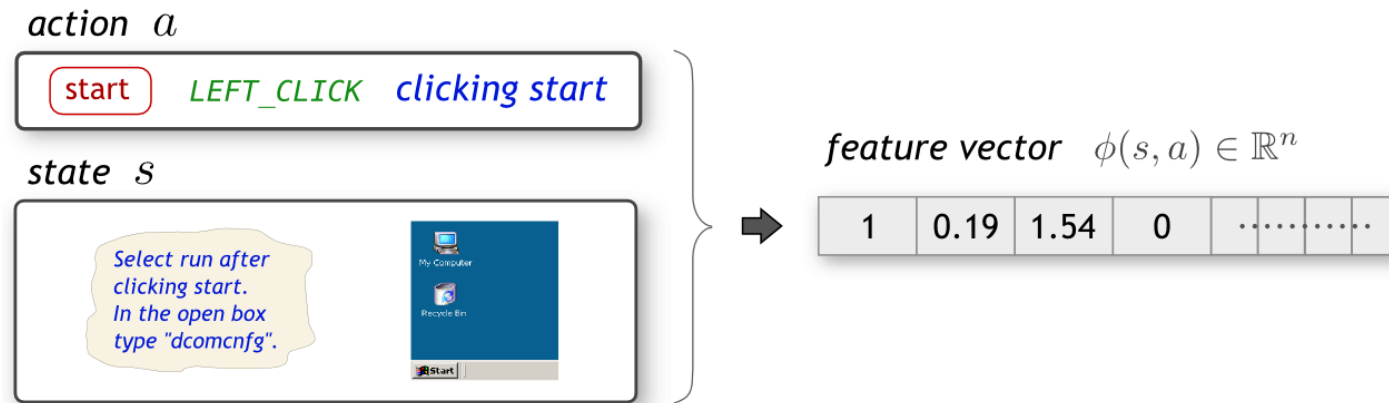 action a
start LEFT_CLICK clicking start
state s
Select run after
clicking start.
In the open box
type "dcomcnfg".
My Computer
Recycle Bin
Start
feature vector ϕ(s, a) ∈ ℝⁿ
1 0.19 1.54 0 ...........